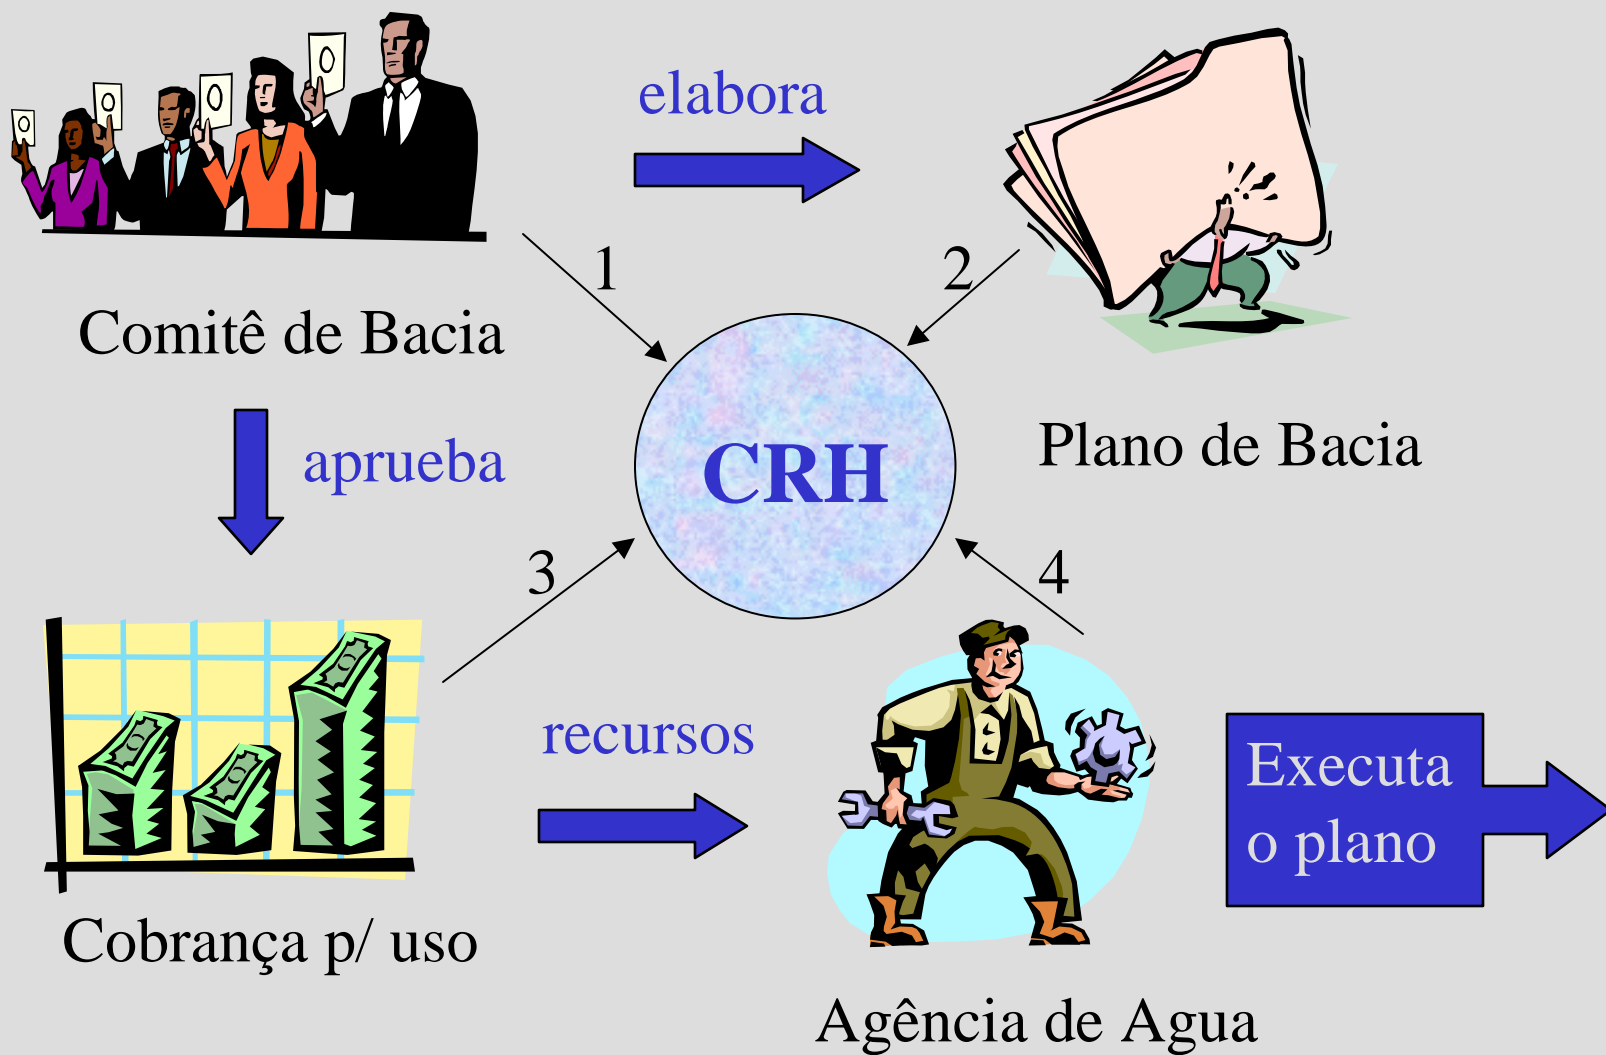 elabora
1
2
Comitê de Bacia
Plano de Bacia
aprueba
CRH
3
4
recursos
Executa
o plano
Cobrança p/ uso
Agência de Agua